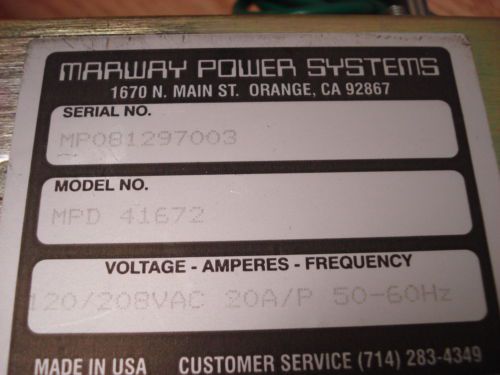 MARWAY POWER SYSTEMS
1670 N. MAIN ST. ORANGE, CA 92867
SERIAL NO.
MP081297003
MODEL NO.
MPD 41672
VOLTAGE - AMPERES - FREQUENCY
120/208VAC 20A/P 50-60Hz
MADE IN USA CUSTOMER SERVICE (714) 283-4349